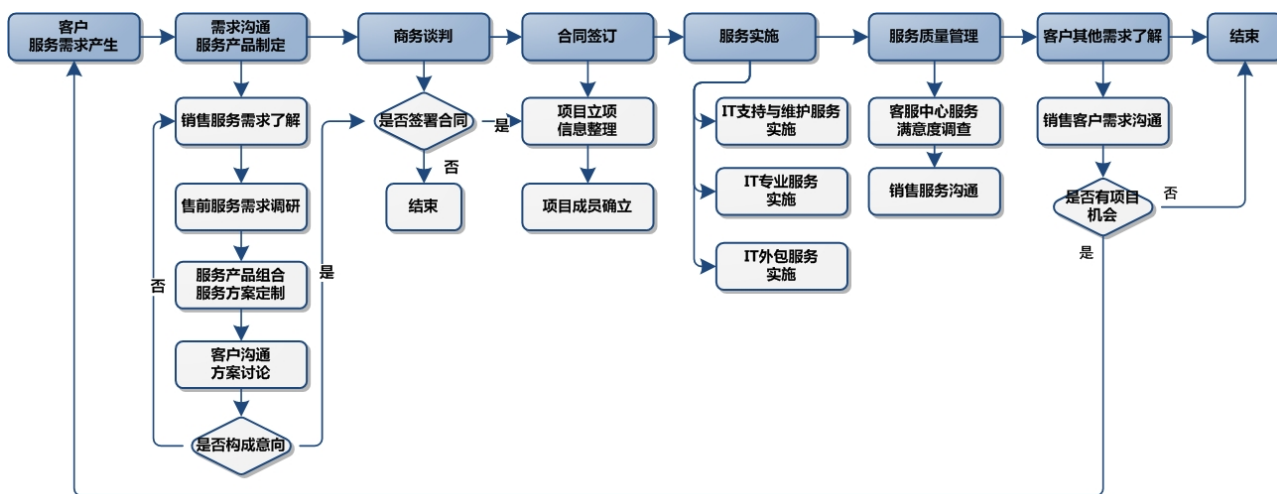 客户
服务需求产生
需求沟通
服务产品制定
商务谈判
合同签订
服务实施
服务质量管理
客户其他需求了解
结束
销售服务需求了解
售前服务需求调研
服务产品组合
服务方案定制
客户沟通
方案讨论
是否构成意向
否
是
是否签署合同
是
否
结束
项目立项
信息整理
项目成员确立
IT支持与维护服务
实施
IT专业服务
实施
IT外包服务
实施
客服中心服务
满意度调查
销售服务沟通
销售客户需求沟通
是否有项目
机会
否
是